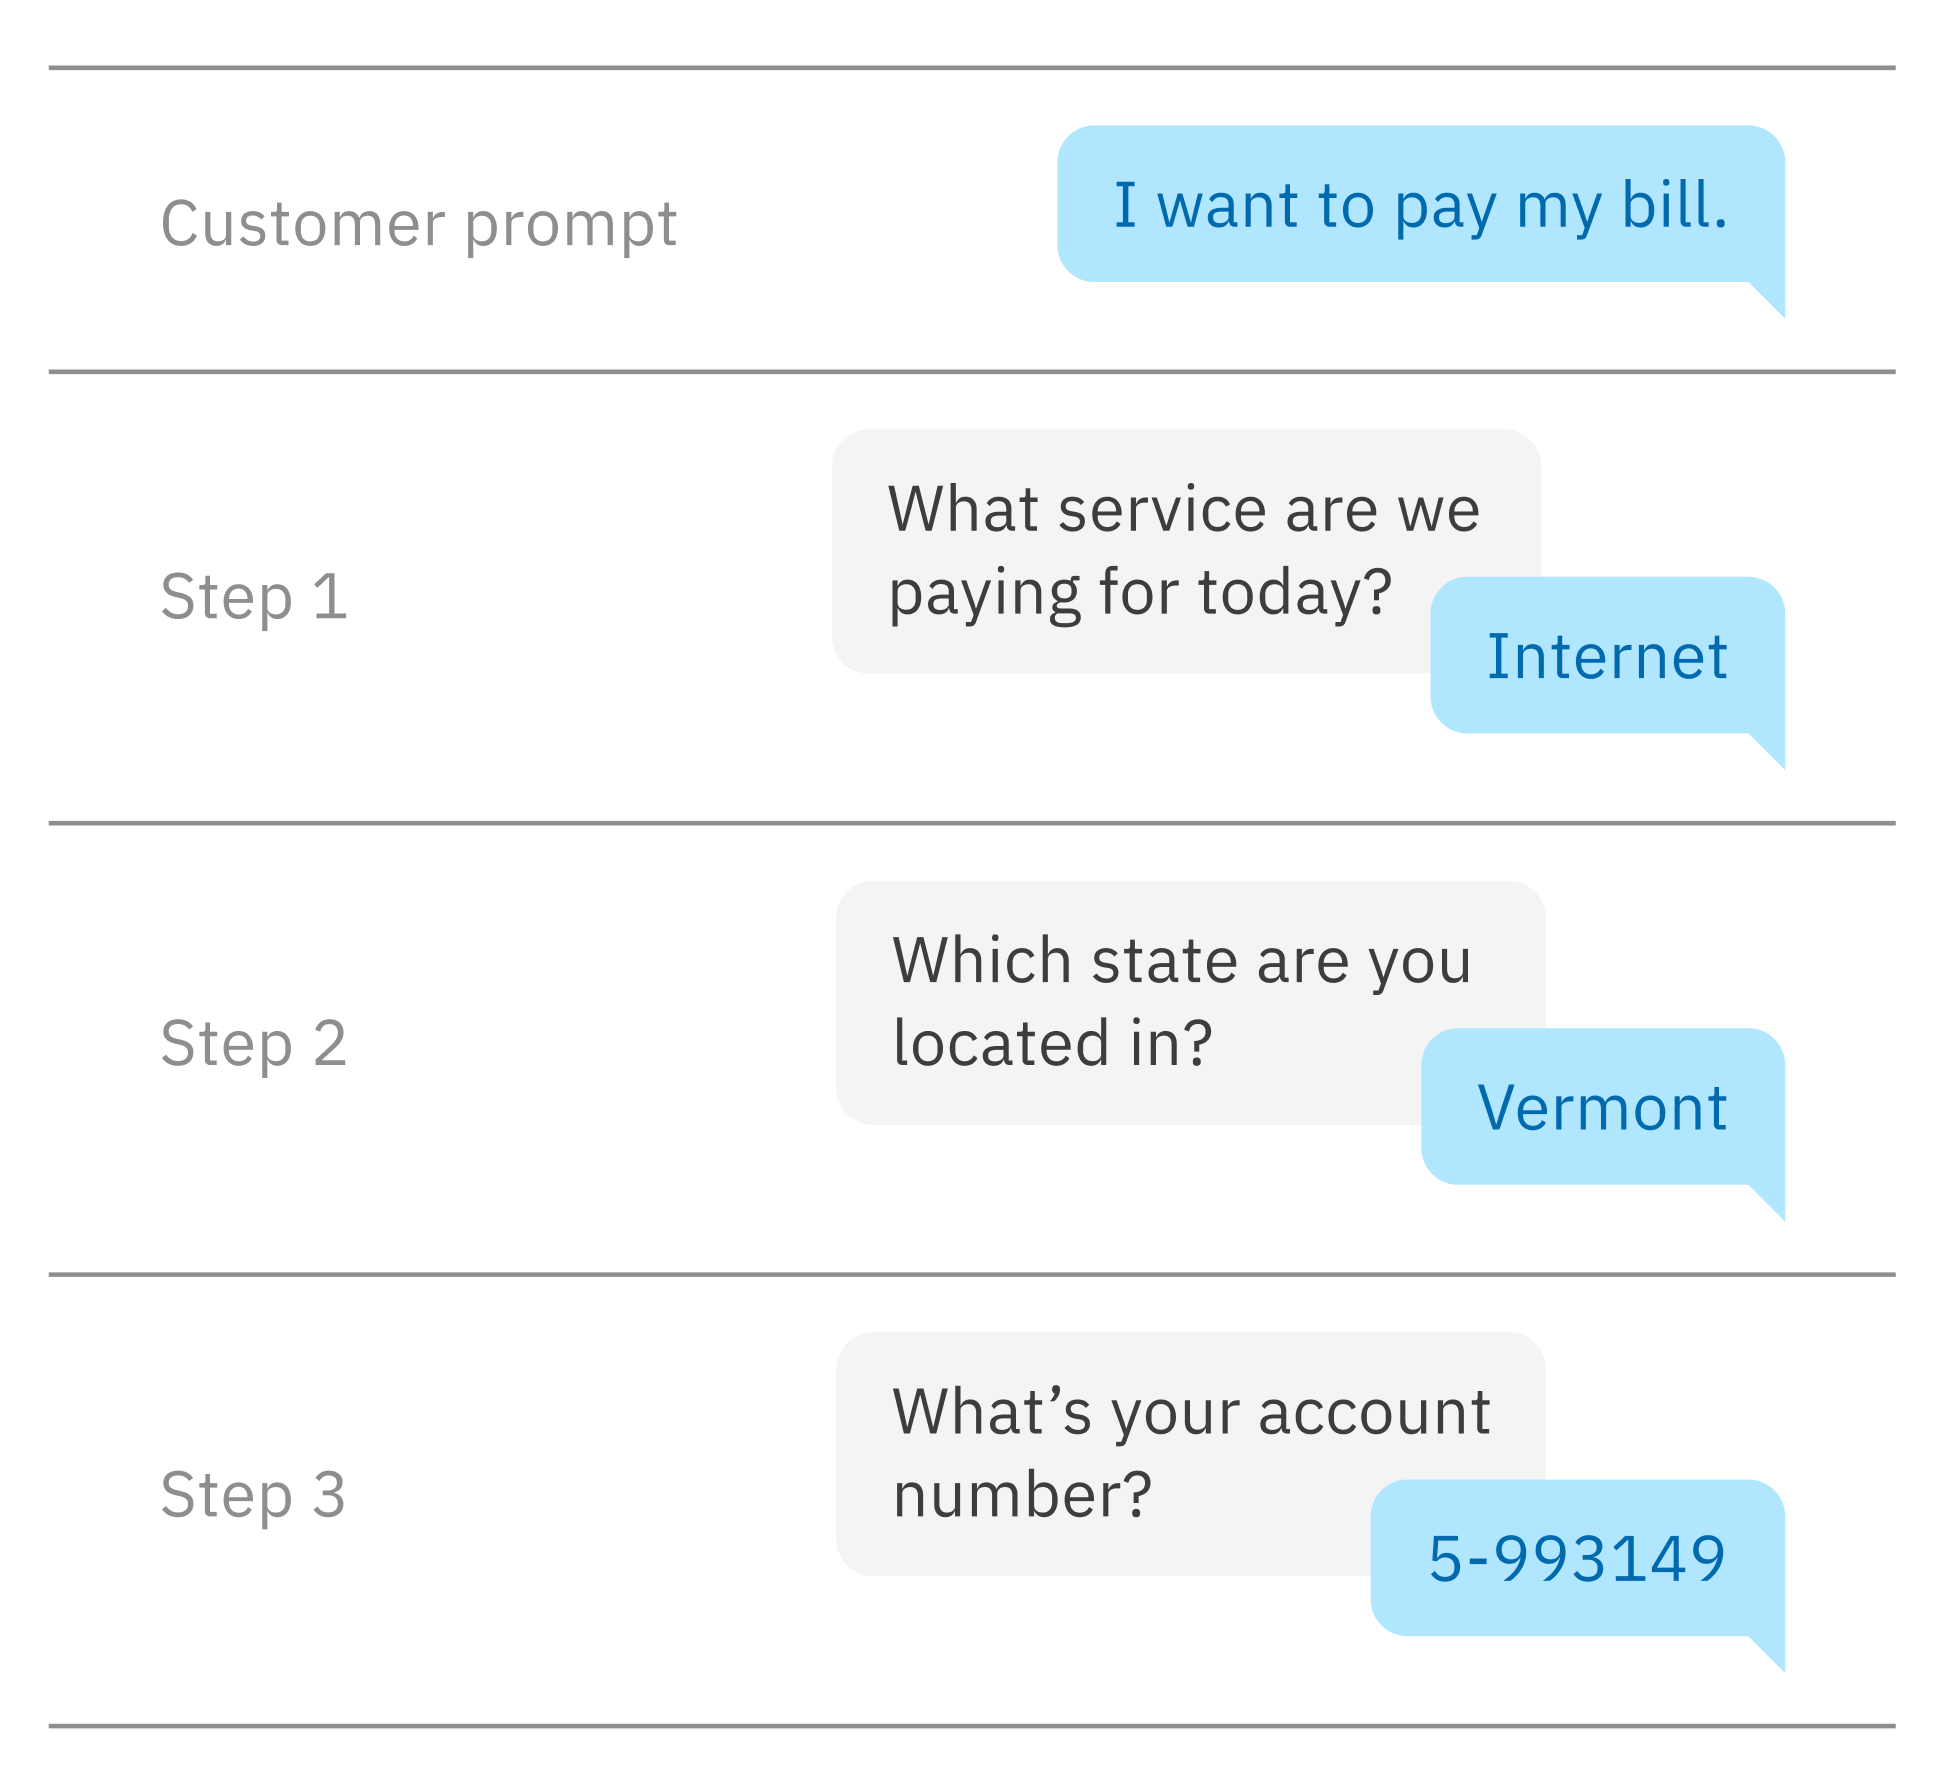 Customer prompt
I want to pay my bill.
Step 1
What service are we
paying for today?
Internet
Step 2
Which state are you
located in?
Vermont
Step 3
What’s your account
number?
5-993149